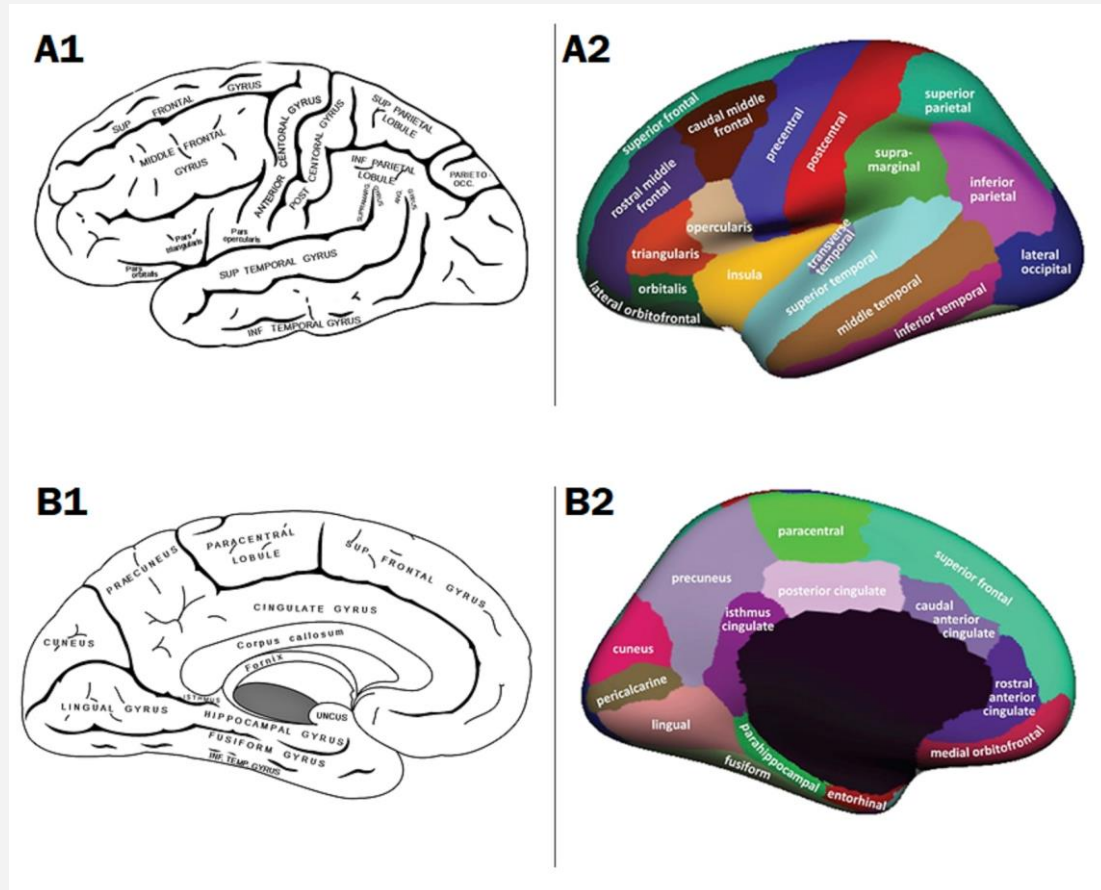 A1
SUP FRONTAL GYRUS
MIDDLE FRONTAL
GYRUS
ANTERIOR CENTORAL GYRUS
POST CENTORAL GYRUS
SUP PARIETAL
LOBULE
INF PARIETAL
LOBULE
SUPRAMAR
GYRUS
GYRUS
PARIETO
OCC.
Pars
triangularis
Pars
opercularis
Pars
orbitalis
SUP TEMPORAL GYRUS
INF TEMPORAL GYRUS
A2
superior frontal
caudal middle
frontal
precentral
postcentral
superior
parietal
supra-
marginal
inferior
parietal
rostral middle
frontal
opercularis
triangularis
transverse
temporal
insula
lateral
occipital
orbitalis
superior temporal
lateral orbitofrontal
middle temporal
inferior temporal
B1
PRAECUNEUS
PARACENTRAL
LOBULE
SUP FRONTAL GYRUS
CINGULATE GYRUS
Corpus callosum
CUNEUS
Fornix
ISTHMUS
LINGUAL GYRUS
HIPPOCAMPAL GYRUS
UNCUS
FUSIFORM GYRUS
INF TEMP GYRUS
B2
paracentral
superior frontal
precuneus
posterior cingulate
isthmus
cingulate
caudal
anterior
cingulate
cuneus
pericalcarine
rostral
anterior
cingulate
lingual
medial orbitofrontal
parahippocampal
fusiform
entorhinal